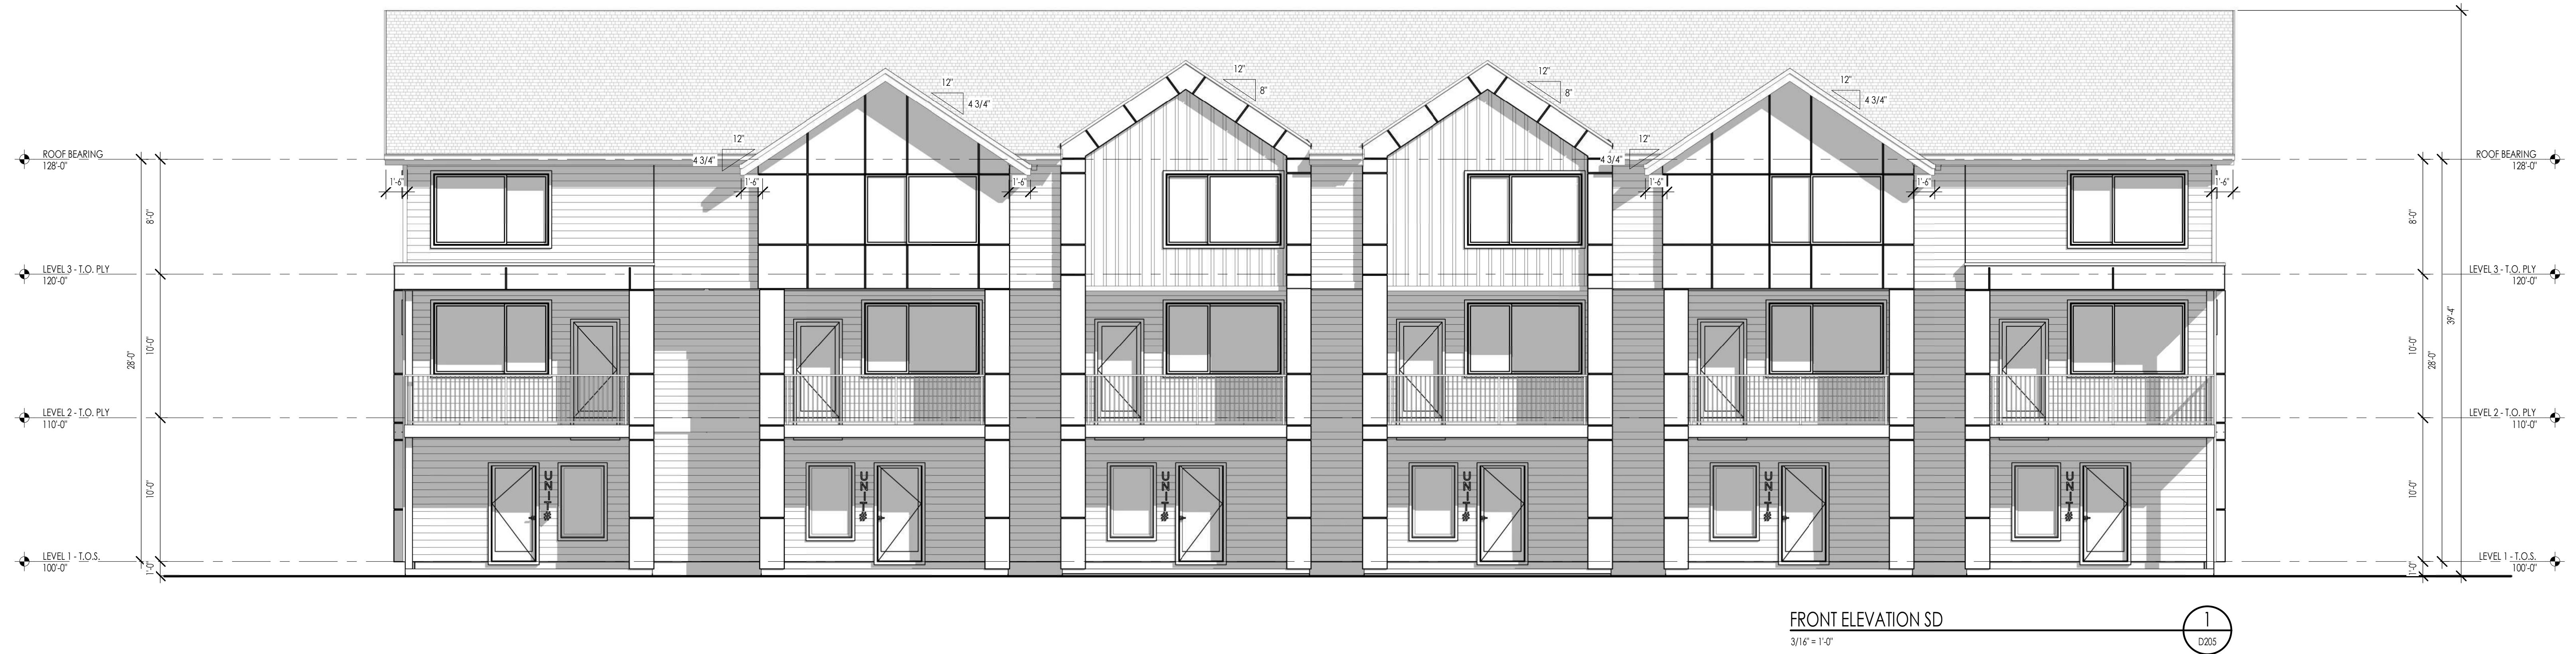 12"
4 3/4"
12"
8"
12"
8"
12"
4 3/4"
12"
4 3/4"
12"
4 3/4"
ROOF BEARING
128'-0"
ROOF BEARING
128'-0"
1'-6"
1'-6"
1'-6"
1'-6"
1'-6"
1'-6"
8'-0"
8'-0"
LEVEL 3 - T.O. PLY
120'-0"
LEVEL 3 - T.O. PLY
120'-0"
39'-4"
10'-0"
28'-0"
10'-0"
28'-0"
LEVEL 2 - T.O. PLY
110'-0"
LEVEL 2 - T.O. PLY
110'-0"
10'-0"
10'-0"
UNIT#
UNIT#
UNIT#
UNIT#
UNIT#
UNIT#
LEVEL 1 - T.O.S.
100'-0"
LEVEL 1 - T.O.S.
100'-0"
1'-0"
1'-0"
FRONT ELEVATION SD
3/16" = 1'-0"
1
D205